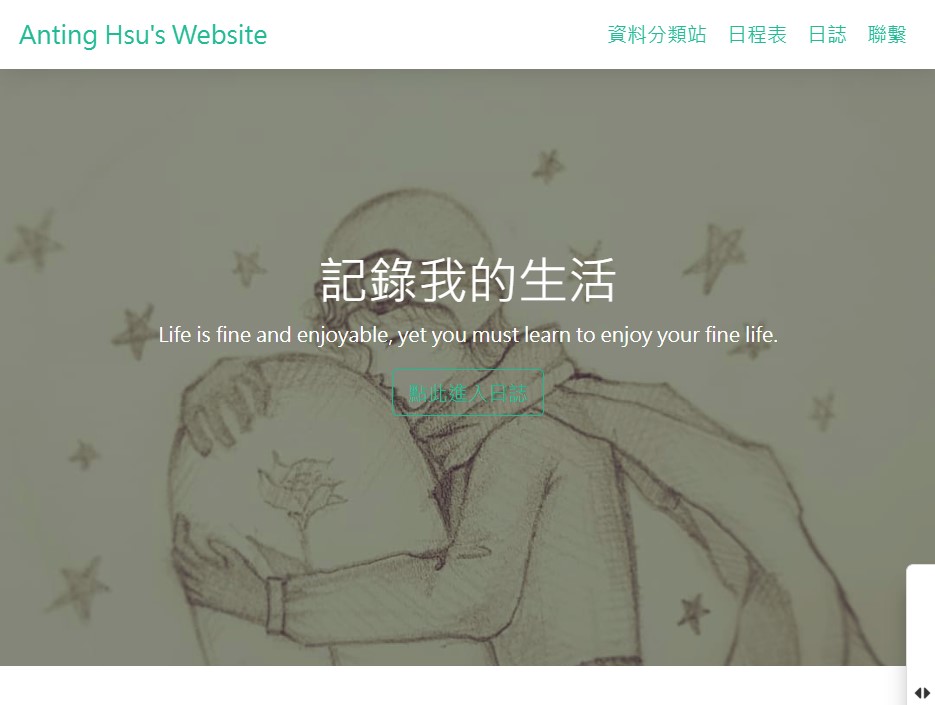 Anting Hsu's Website
資料分類站 日程表 日誌 聯繫
記錄我的生活
Life is fine and enjoyable, yet you must learn to enjoy your fine life.
點此進入日誌